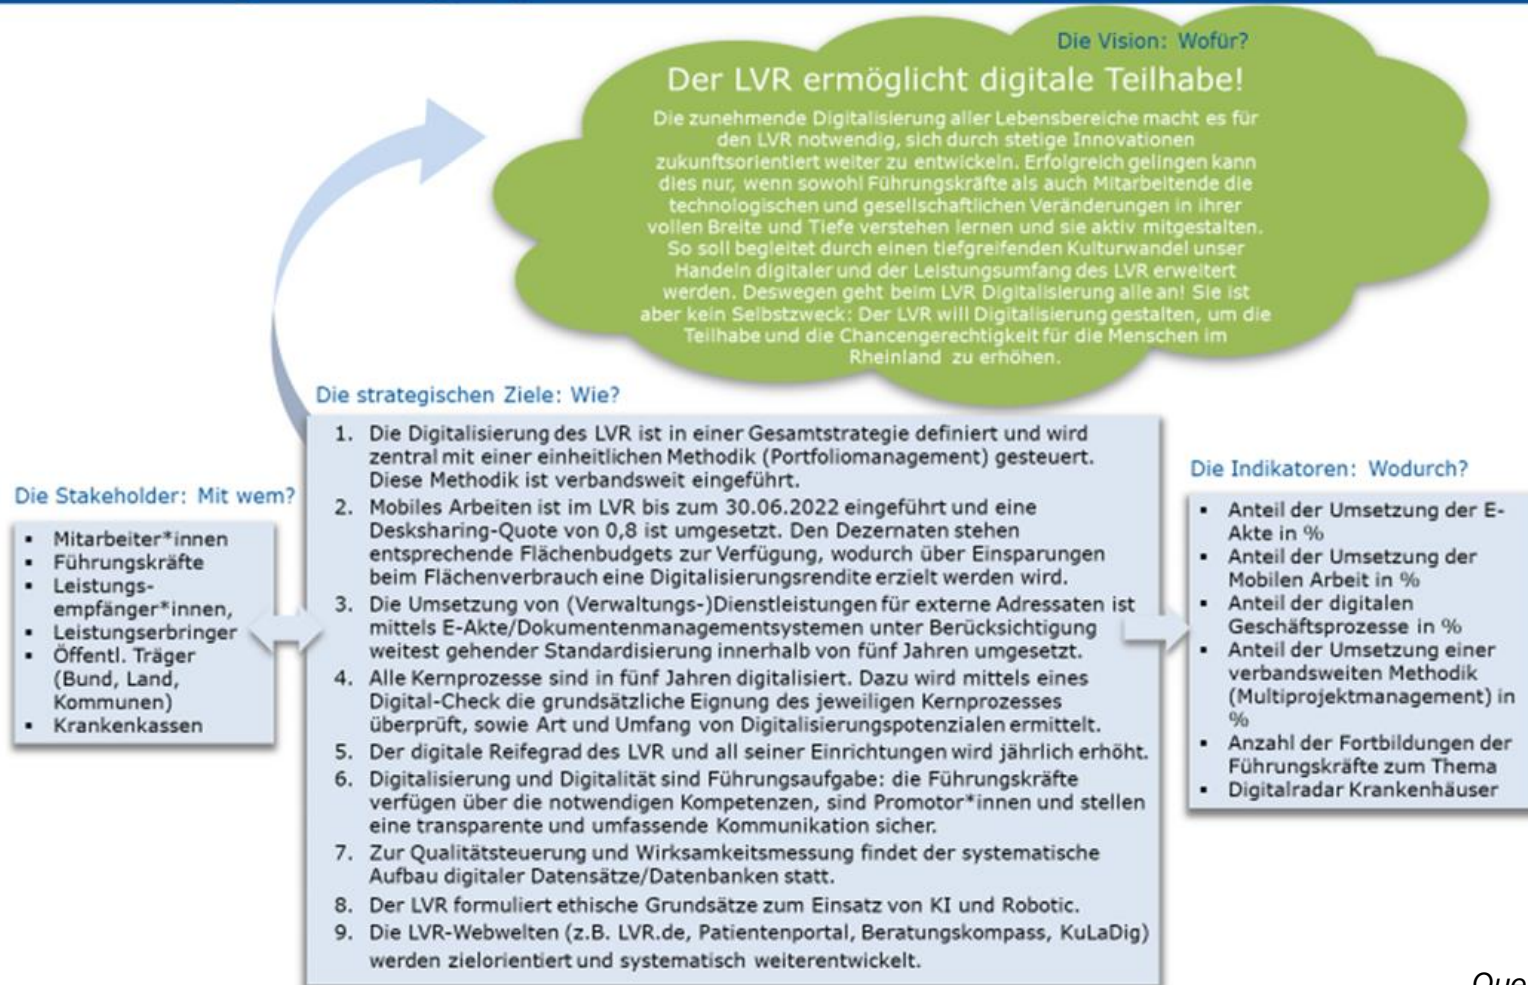 Die Vision: Wofür?
Der LVR ermöglicht digitale Teilhabe!
Die zunehmende Digitalisierung aller Lebensbereiche macht es für
den LVR notwendig, sich durch stetige Innovationen
zukunftsorientiert weiter zu entwickeln. Erfolgreich gelingen kann
dies nur, wenn sowohl Führungskräfte als auch Mitarbeitende die
technologischen und gesellschaftlichen Veränderungen in ihrer
vollen Breite und Tiefe verstehen lernen und sie aktiv mitgestalten.
So soll begleitet durch einen tiefgreifenden Kulturwandel unser
Handeln digitaler und der Leistungsumfang des LVR erweitert
werden. Deswegen geht beim LVR Digitalisierung alle an! Sie ist
aber kein Selbstzweck: Der LVR will Digitalisierung gestalten, um die
Teilhabe und die Chancengerechtigkeit für die Menschen im
Rheinland zu erhöhen.
Die Stakeholder: Mit wem?
▪ Mitarbeiter*innen
▪ Führungskräfte
▪ Leistungs-
empfänger*innen,
▪ Leistungserbringer
▪ Öffentl. Träger
(Bund, Land,
Kommunen)
▪ Krankenkassen
Die strategischen Ziele: Wie?
1. Die Digitalisierung des LVR ist in einer Gesamtstrategie definiert und wird
zentral mit einer einheitlichen Methodik (Portfoliomanagement) gesteuert.
Diese Methodik ist verbandsweit eingeführt.
2. Mobiles Arbeiten ist im LVR bis zum 30.06.2022 eingeführt und eine
Desksharing-Quote von 0,8 ist umgesetzt. Den Dezernaten stehen
entsprechende Flächenbudgets zur Verfügung, wodurch über Einsparungen
beim Flächenverbrauch eine Digitalisierungsrendite erzielt werden wird.
3. Die Umsetzung von (Verwaltungs-)Dienstleistungen für externe Adressaten ist
mittels E-Akte/Dokumentenmanagementsystemen unter Berücksichtigung
weitest gehender Standardisierung innerhalb von fünf Jahren umgesetzt.
4. Alle Kernprozesse sind in fünf Jahren digitalisiert. Dazu wird mittels eines
Digital-Check die grundsätzliche Eignung des jeweiligen Kernprozesses
überprüft, sowie Art und Umfang von Digitalisierungspotenzialen ermittelt.
5. Der digitale Reifegrad des LVR und all seiner Einrichtungen wird jährlich erhöht.
6. Digitalisierung und Digitalität sind Führungsaufgabe: die Führungskräfte
verfügen über die notwendigen Kompetenzen, sind Promotor*innen und stellen
eine transparente und umfassende Kommunikation sicher.
7. Zur Qualitätsteuerung und Wirksamkeitsmessung findet der systematische
Aufbau digitaler Datensätze/Datenbanken statt.
8. Der LVR formuliert ethische Grundsätze zum Einsatz von KI und Robotic.
9. Die LVR-Webwelten (z.B. LVR.de, Patientenportal, Beratungskompass, KuLaDig)
werden zielorientiert und systematisch weiterentwickelt.
Die Indikatoren: Wodurch?
▪ Anteil der Umsetzung der E-
Akte in %
▪ Anteil der Umsetzung der
Mobilen Arbeit in %
▪ Anteil der digitalen
Geschäftsprozesse in %
▪ Anteil der Umsetzung einer
verbandsweiten Methodik
(Multiprojektmanagement) in
%
▪ Anzahl der Fortbildungen der
Führungskräfte zum Thema
▪ Digitalradar Krankenhäuser